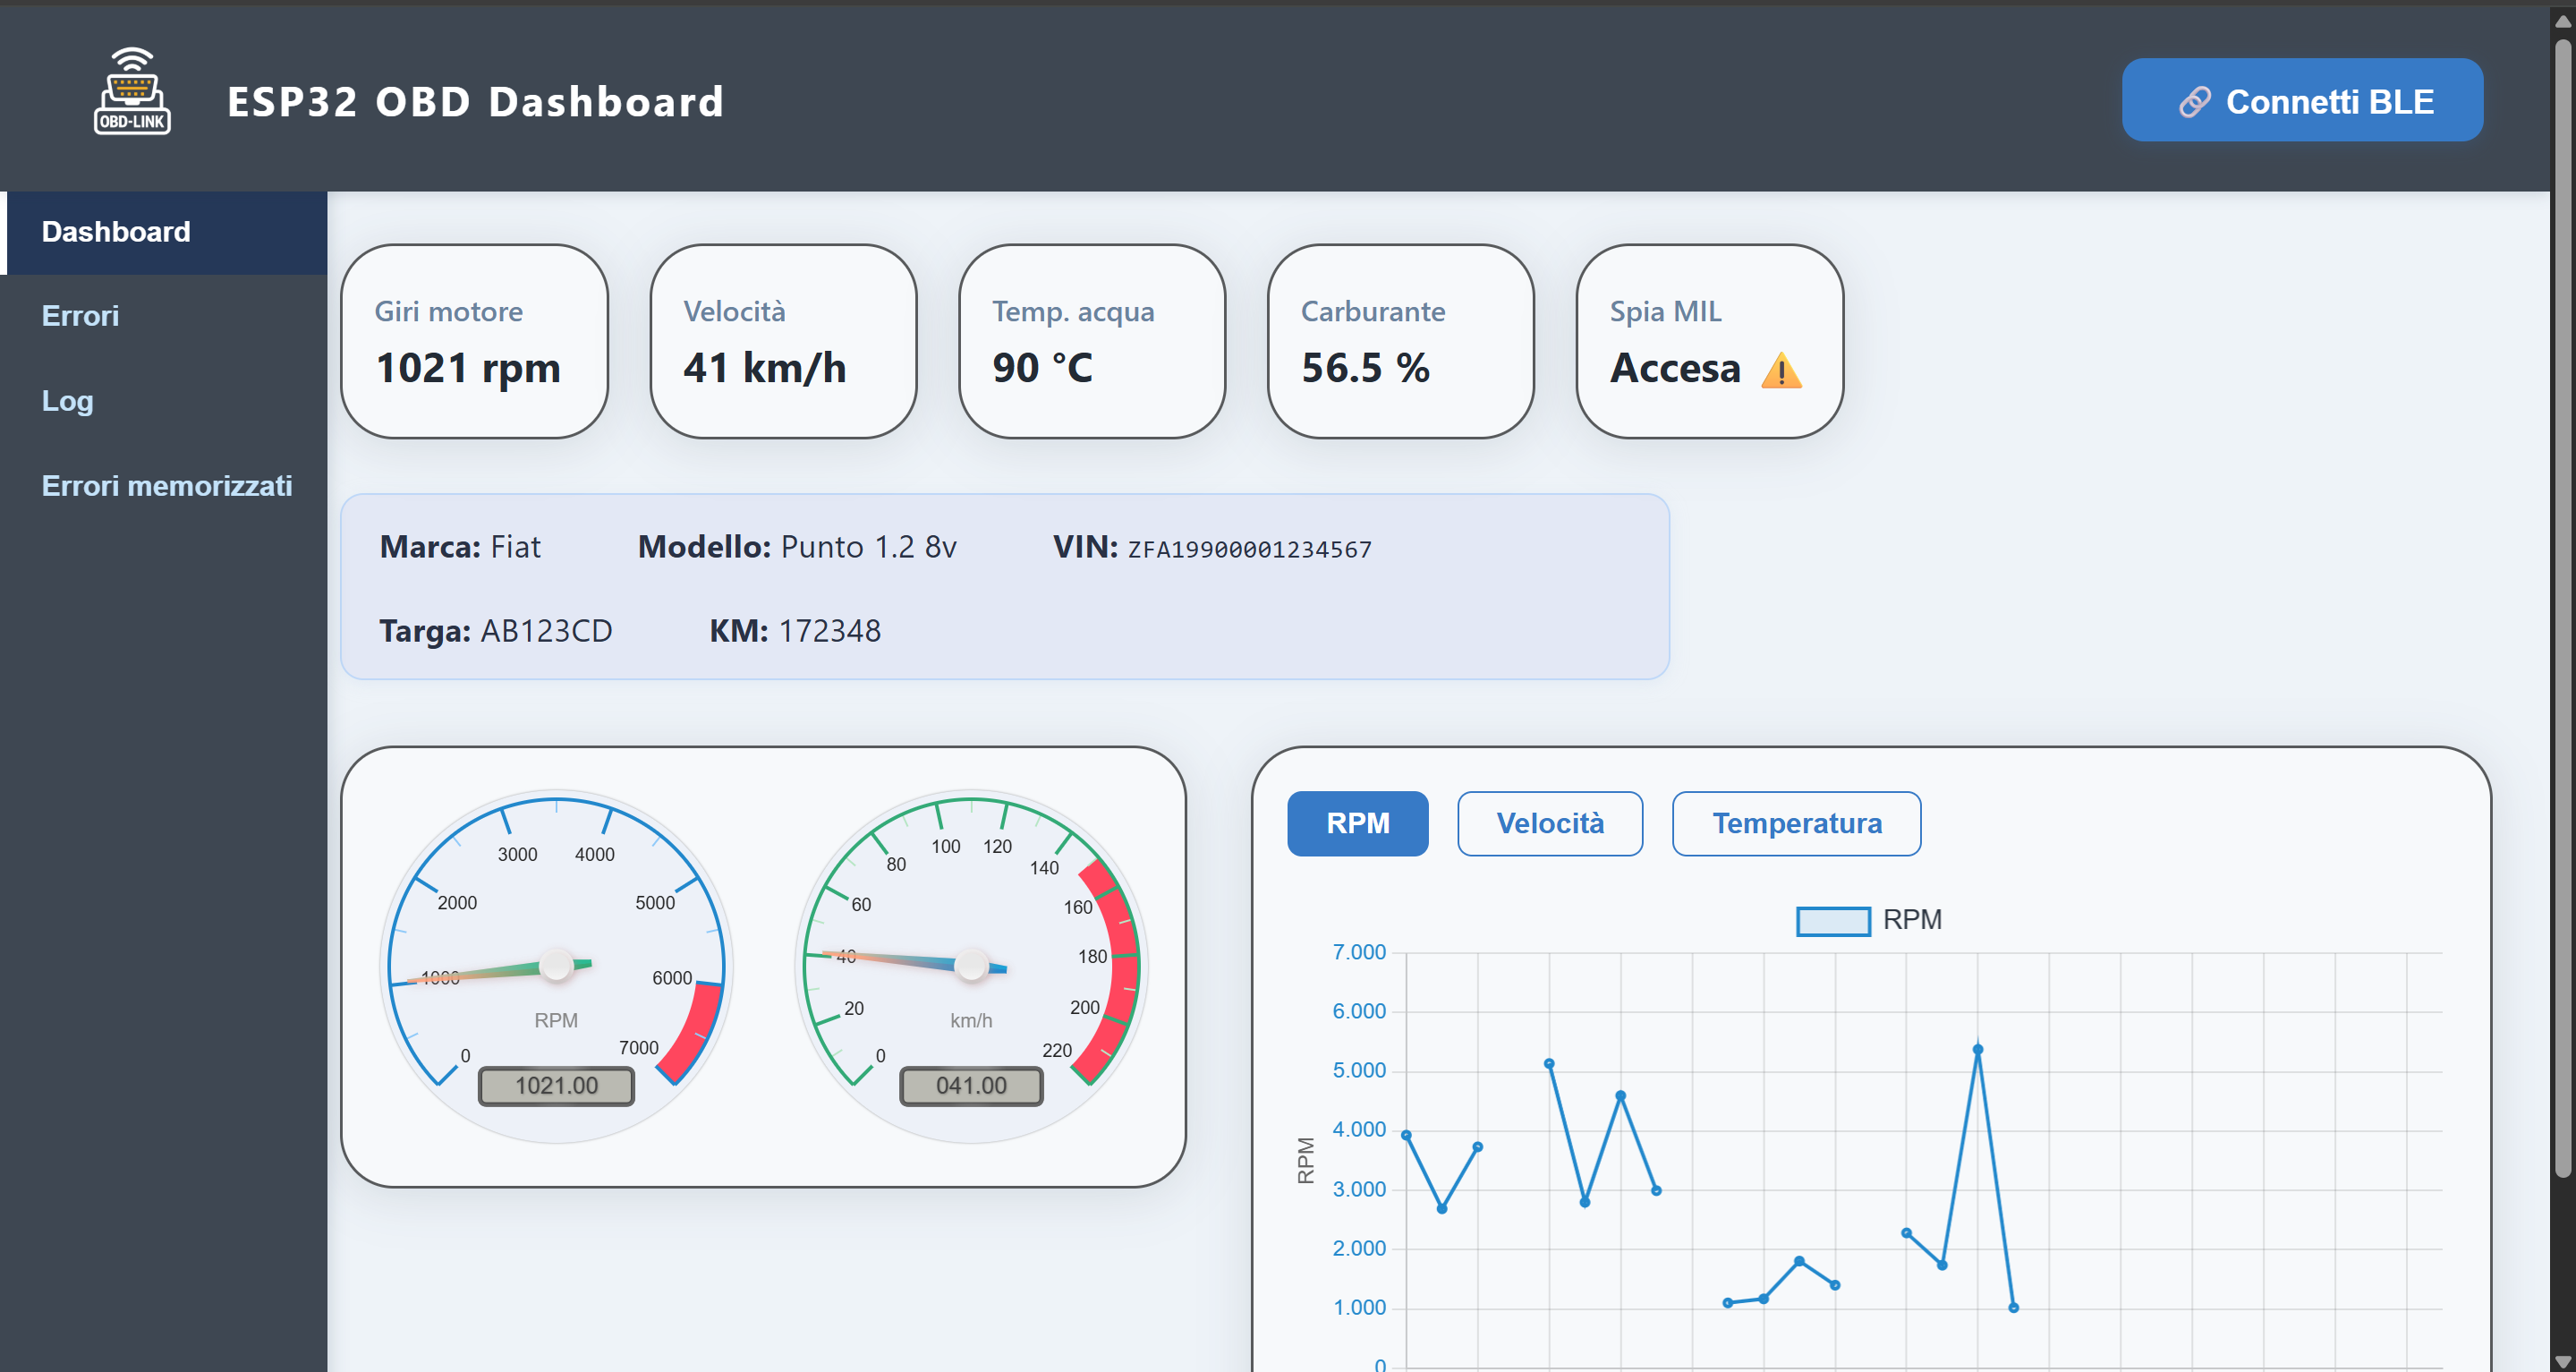 OBD-LINK
ESP32 OBD Dashboard
🔗 Connetti BLE
Dashboard
Errori
Log
Errori memorizzati
Giri motore
1021 rpm
Velocità
41 km/h
Temp. acqua
90 °C
Carburante
56.5 %
Spia MIL
Accesa ⚠️
Marca: Fiat Modello: Punto 1.2 8v VIN: ZFA19900001234567
Targa: AB123CD KM: 172348
0
1000
2000
3000
4000
5000
6000
7000
RPM
1021.00
0
20
40
60
80
100
120
140
160
180
200
220
km/h
041.00
RPM Velocità Temperatura
RPM
7.000
6.000
5.000
4.000
3.000
2.000
1.000
0
RPM